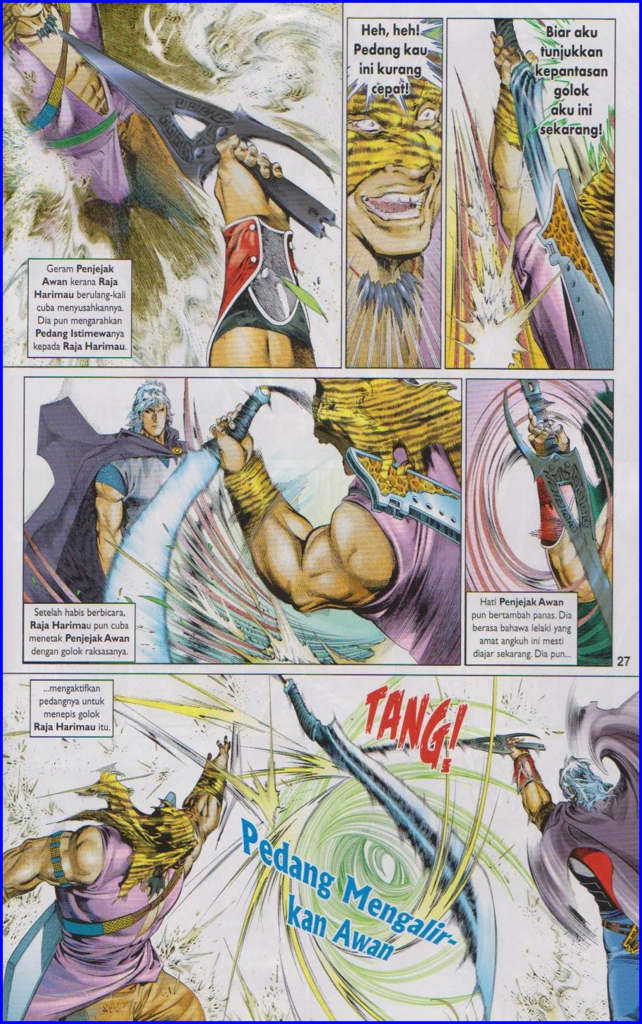 Geram Penjejak
Awan kerana Raja
Harimau berulang-kali
cuba menyusahkannya.
Dia pun mengarahkan
Pedang Istimewanya
kepada Raja Harimau.
Heh, heh!
Pedang kau
ini kurang
cepat!
Biar aku
tunjukkan
kepantasan
golok
aku ini
sekarang!
Setelah habis berbicara,
Raja Harimau pun cuba
menetak Penjejak Awan
dengan golok raksasanya.
Hati Penjejak Awan
pun bertambah panas. Dia
berasa bahawa lelaki yang
amat angkuh ini mesti
diajar sekarang. Dia pun...
27
...mengaktifkan
pedangnya untuk
menepis golok
Raja Harimau itu.
TANG!
Pedang Mengalir-
kan Awan